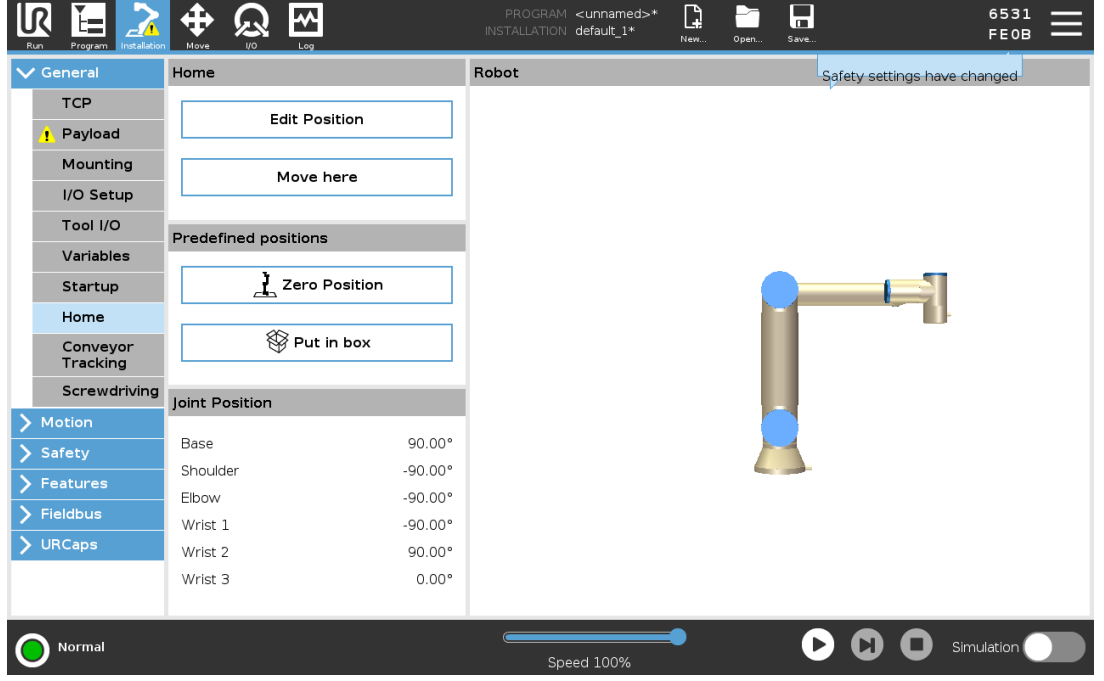 UR
PROGRAM <unnamed>*
INSTALLATION default_1*
6531
FE0B
Run Program Installation Move I/O Log New... Open... Save...
Safety settings have changed
General
TCP
Payload
Mounting
I/O Setup
Tool I/O
Variables
Startup
Home
Conveyor
Tracking
Screwdriving
Motion
Safety
Features
Fieldbus
URCaps
Home
Edit Position
Move here
Predefined positions
Zero Position
Put in box
Joint Position
Base 90.00°
Shoulder -90.00°
Elbow -90.00°
Wrist 1 -90.00°
Wrist 2 90.00°
Wrist 3 0.00°
Robot
Normal
Speed 100%
Simulation